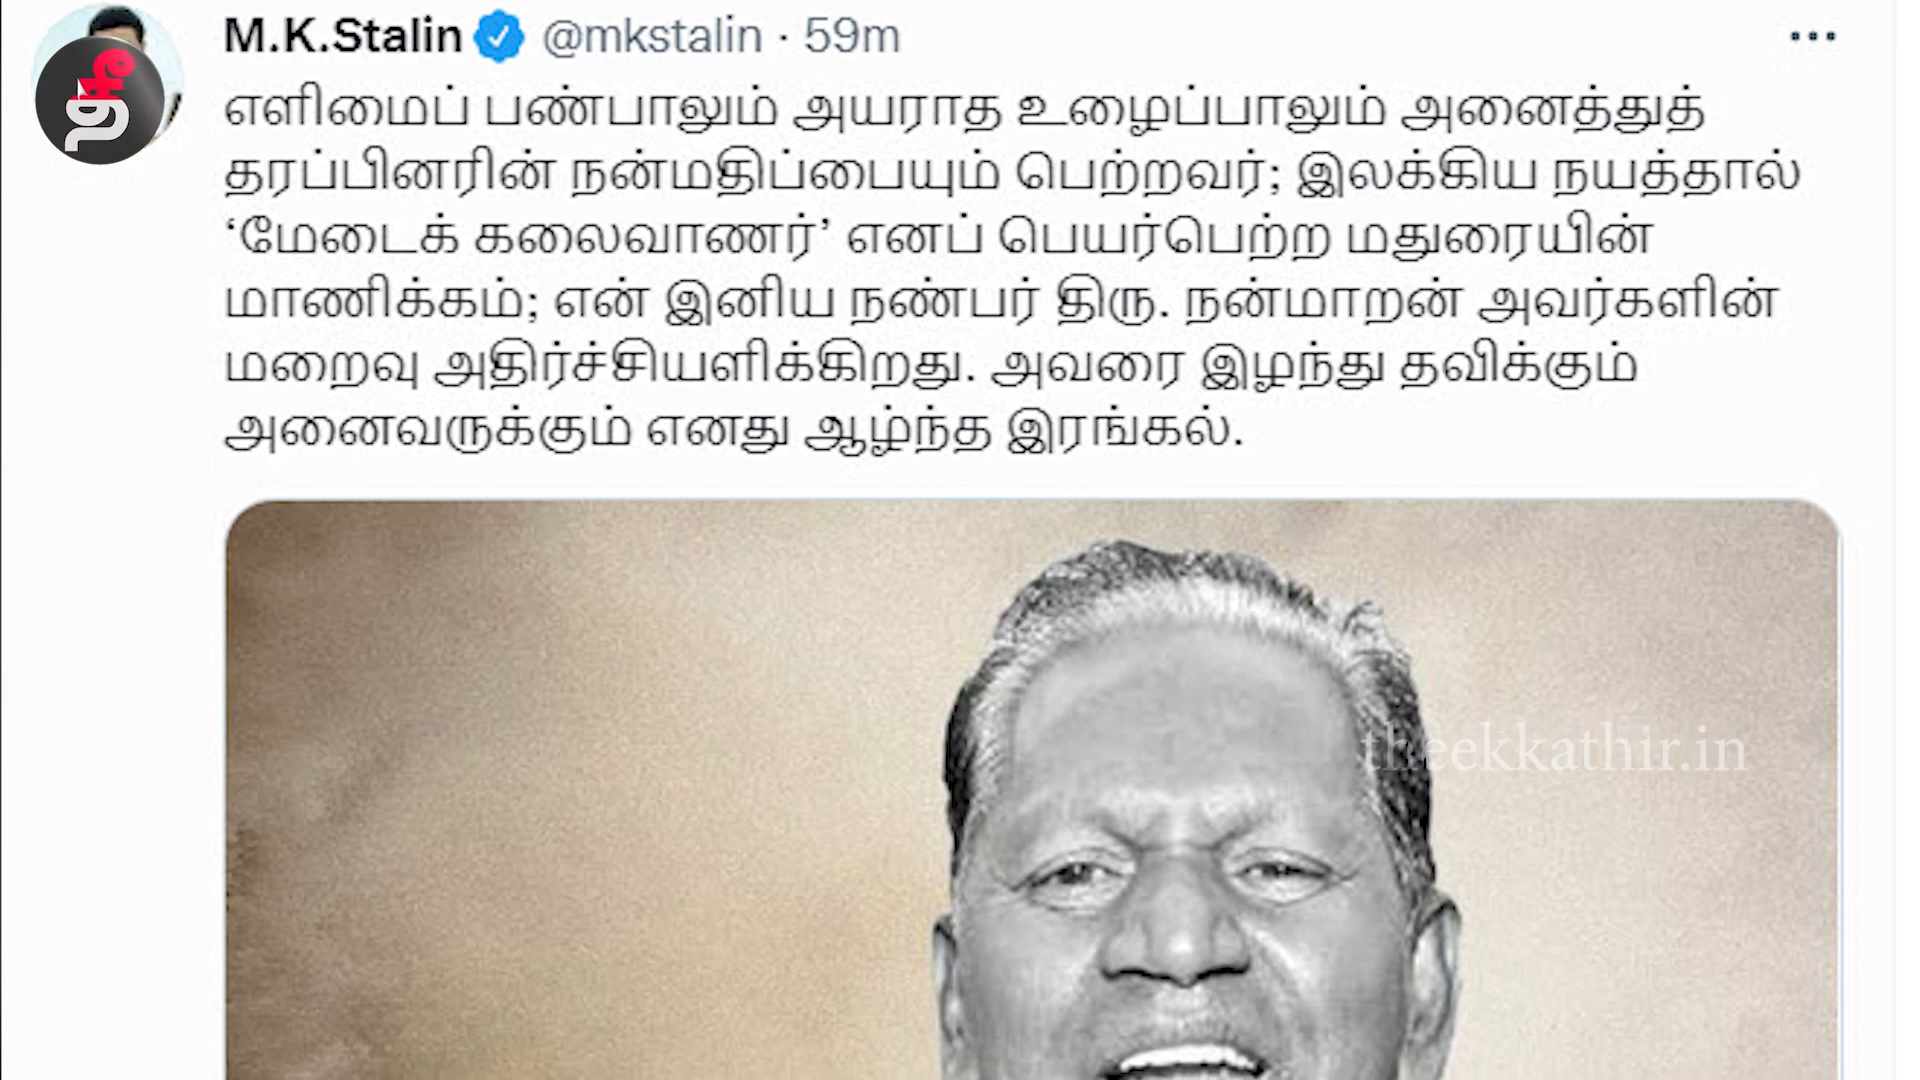 M.K.Stalin @mkstalin · 59m
எளிமைப் பண்பாலும் அயராத உழைப்பாலும் அனைத்துத்
தரப்பினரின் நன்மதிப்பையும் பெற்றவர்; இலக்கிய நயத்தால்
‘மேடைக் கலைவாணர்’ எனப் பெயர்பெற்ற மதுரையின்
மாணிக்கம்; என் இனிய நண்பர் திரு. நன்மாறன் அவர்களின்
மறைவு அதிர்ச்சியளிக்கிறது. அவரை இழந்து தவிக்கும்
அனைவருக்கும் எனது ஆழ்ந்த இரங்கல்.
theekkathir.in